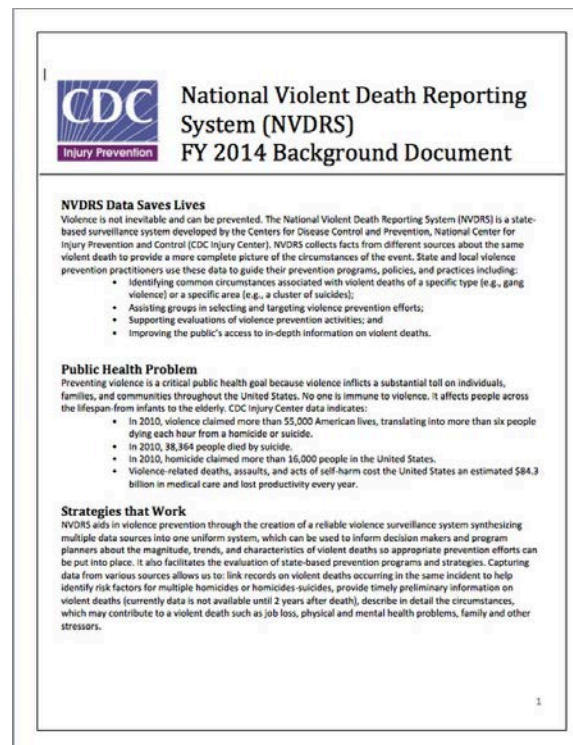 CDC
Injury Prevention
National Violent Death Reporting
System (NVDRS)
FY 2014 Background Document
NVDRS Data Saves Lives
Violence is not inevitable and can be prevented. The National Violent Death Reporting System (NVDRS) is a state-
based surveillance system developed by the Centers for Disease Control and Prevention, National Center for
Injury Prevention and Control (CDC Injury Center). NVDRS collects facts from different sources about the same
violent death to provide a more complete picture of the circumstances of the event. State and local violence
prevention practitioners use these data to guide their prevention programs, policies, and practices including:
• Identifying common circumstances associated with violent deaths of a specific type (e.g., gang
violence) or a specific area (e.g., a cluster of suicides);
• Assisting groups in selecting and targeting violence prevention efforts;
• Supporting evaluations of violence prevention activities; and
• Improving the public's access to in-depth information on violent deaths.
Public Health Problem
Preventing violence is a critical public health goal because violence inflicts a substantial toll on individuals,
families, and communities throughout the United States. No one is immune to violence. It affects people across
the lifespan-from infants to the elderly. CDC Injury Center data indicates:
• In 2010, violence claimed more than 55,000 American lives, translating into more than six people
dying each hour from a homicide or suicide.
• In 2010, 38,364 people died by suicide.
• In 2010, homicide claimed more than 16,000 people in the United States.
• Violence-related deaths, assaults, and acts of self-harm cost the United States an estimated $84.3
billion in medical care and lost productivity every year.
Strategies that Work
NVDRS aids in violence prevention through the creation of a reliable violence surveillance system synthesizing
multiple data sources into one uniform system, which can be used to inform decision makers and program
planners about the magnitude, trends, and characteristics of violent deaths so appropriate prevention efforts can
be put into place. It also facilitates the evaluation of state-based prevention programs and strategies. Capturing
data from various sources allows us to: link records on violent deaths occurring in the same incident to help
identify risk factors for multiple homicides or homicides-suicides, provide timely preliminary information on
violent deaths (currently data is not available until 2 years after death), describe in detail the circumstances,
which may contribute to a violent death such as job loss, physical and mental health problems, family and other
stressors.
1